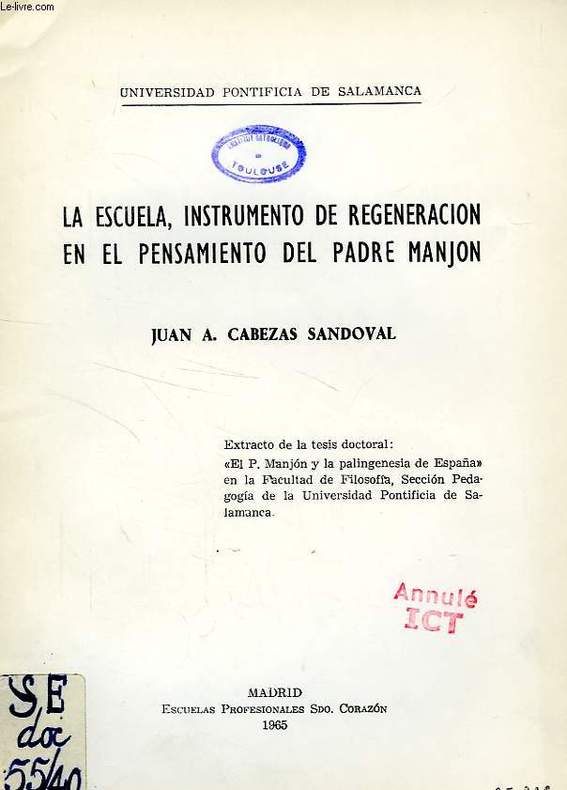 Le-livre.com
UNIVERSIDAD PONTIFICIA DE SALAMANCA
INSTITUT CATHOLIQUE
DE
TOULOUSE
LA ESCUELA, INSTRUMENTO DE REGENERACION
EN EL PENSAMIENTO DEL PADRE MANJON
JUAN A. CABEZAS SANDOVAL
Extracto de la tesis doctoral:
«El P. Manjón y la palingenesia de España»
en la Facultad de Filosofía, Sección Peda-
gogía de la Universidad Pontificia de Sa-
lamanca.
Annulé
ICT
MADRID
ESCUELAS PROFESIONALES SDO. CORAZÓN
1965
S,E
doc
55/40